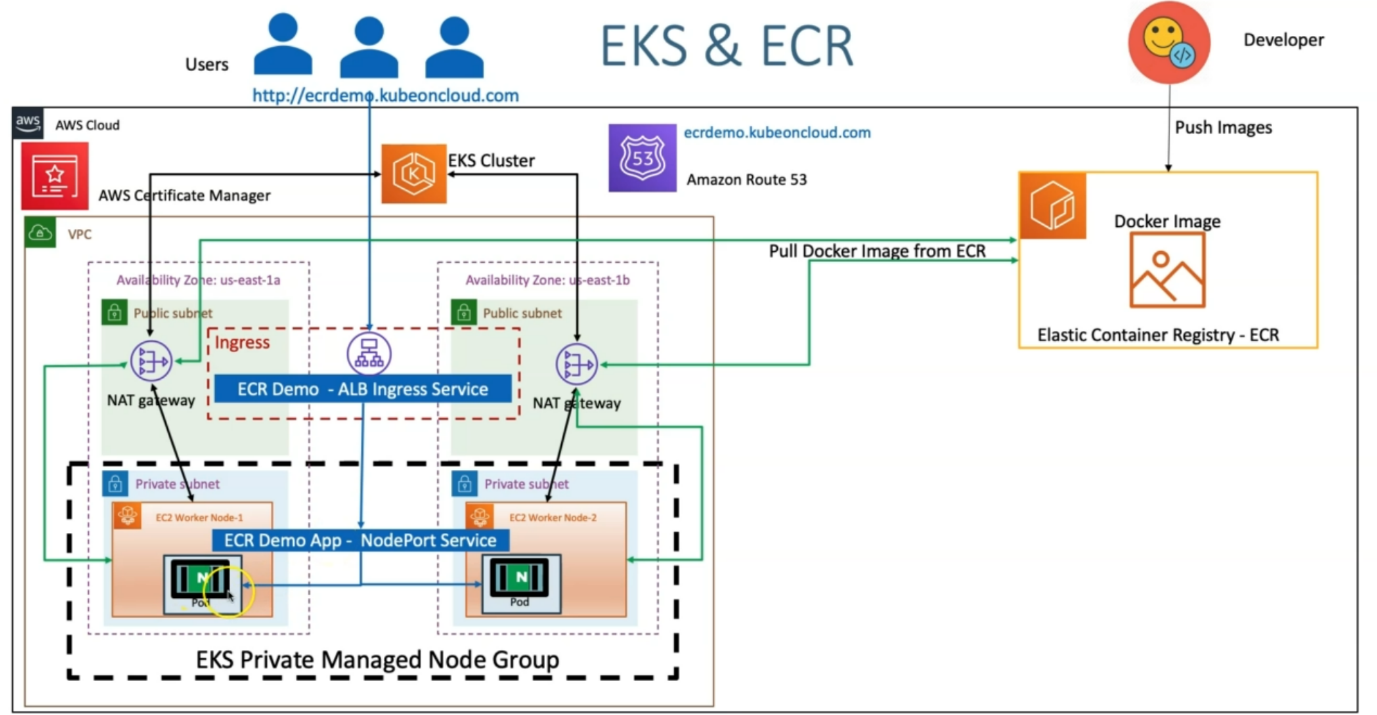 EKS & ECR
Users
Developer
http://ecrdemo.kubeoncloud.com
aws
AWS Cloud
Push Images
53
ecrdemo.kubeoncloud.com
Amazon Route 53
K
EKS Cluster
AWS Certificate Manager
VPC
Docker Image
Pull Docker Image from ECR
Elastic Container Registry - ECR
Availability Zone: us-east-1a
Availability Zone: us-east-1b
Public subnet
Public subnet
Ingress
ECR Demo - ALB Ingress Service
NAT gateway
NAT gateway
Private subnet
Private subnet
EC2 Worker Node-1
EC2 Worker Node-2
ECR Demo App - NodePort Service
N
N
Pod
Pod
EKS Private Managed Node Group